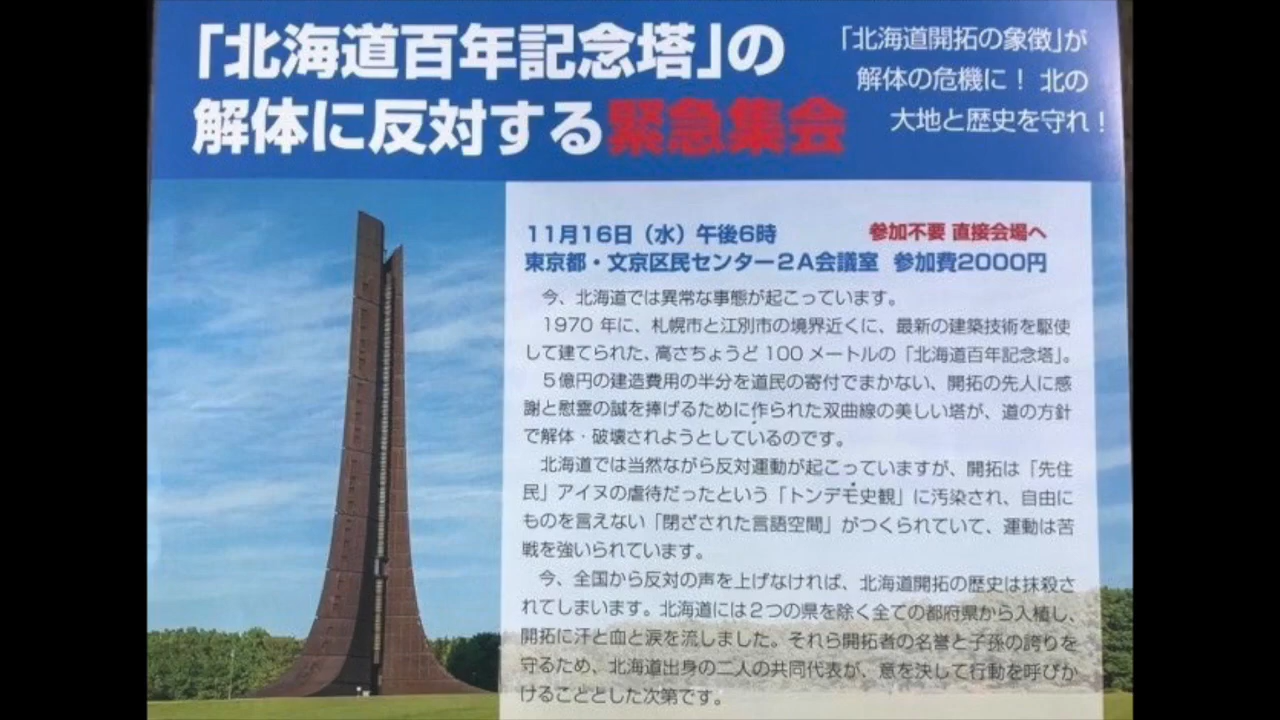 「北海道百年記念塔」の
解体に反対する緊急集会
「北海道開拓の象徴」が
解体の危機に！ 北の
大地と歴史を守れ！
11月16日（水）午後6時
参加不要 直接会場へ
東京都・文京区民センター２A会議室 参加費2000円
今、北海道では異常な事態が起こっています。
1970 年に、札幌市と江別市の境界近くに、最新の建築技術を駆使
して建てられた、高さちょうど 100 メートルの「北海道百年記念塔」。
５億円の建造費用の半分を道民の寄付でまかない、開拓の先人に感
謝と慰霊の誠を捧げるために作られた双曲線の美しい塔が、道の方針
で解体・破壊されようとしているのです。
北海道では当然ながら反対運動が起こっていますが、開拓は「先住
民」アイヌの虐待だったという「トンデモ史観」に汚染され、自由に
ものを言えない「閉ざされた言語空間」がつくられていて、運動は苦
戦を強いられています。
今、全国から反対の声を上げなければ、北海道開拓の歴史は抹殺さ
れてしまいます。北海道には２つの県を除く全ての都府県から入植し、
開拓に汗と血と涙を流しました。それら開拓者の名誉と子孫の誇りを
守るため、北海道出身の二人の共同代表が、意を決して行動を呼びか
けることとした次第です。